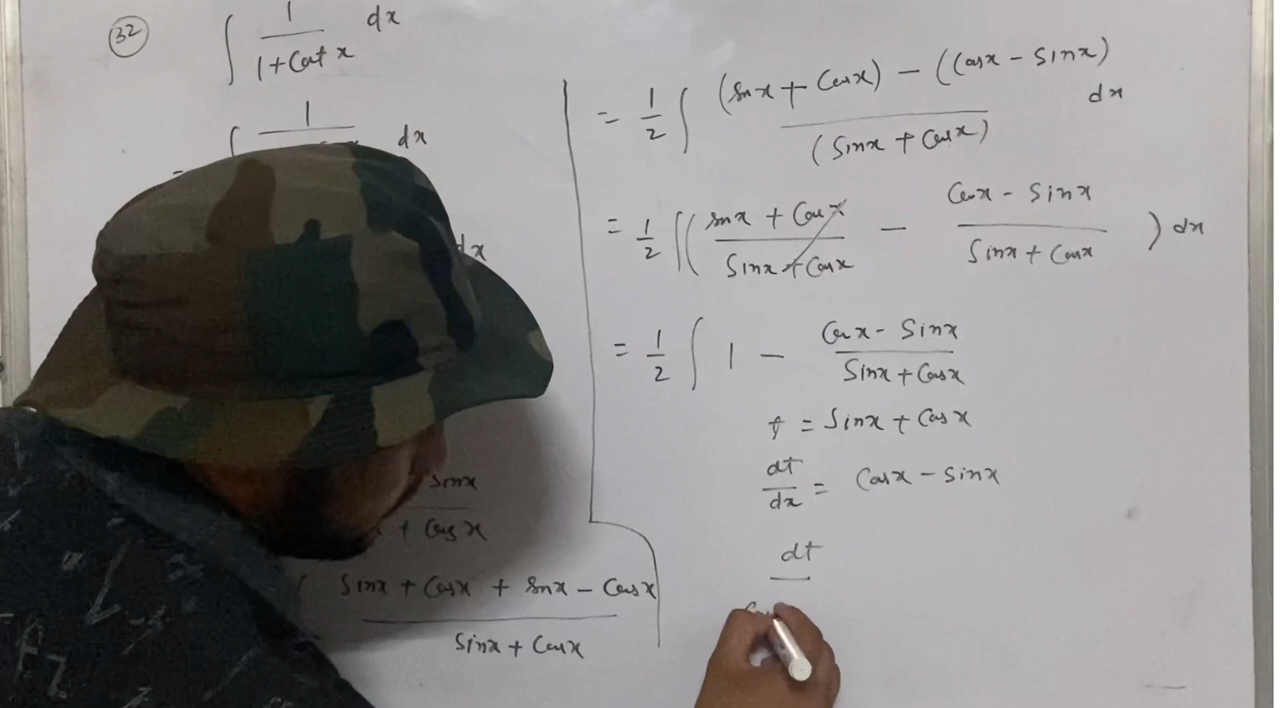 32
∫ 1/(1+Cot x) dx
∫ 1/ dx
dx
Sinx
+ Cosx
Sinx + Cosx + Sinx − Cosx
Sinx + Cosx
= 1/2 ∫ (Sinx + Cosx) − (Cosx − Sinx) / (Sinx + Cosx) dx
= 1/2 ∫ ( Sinx + Cosx / Sinx + Cosx − Cosx − Sinx / Sinx + Cosx ) dx
= 1/2 ∫ 1 − Cosx − Sinx / Sinx + Cosx
t = Sinx + Cosx
dt/dx = Cosx − Sinx
dt